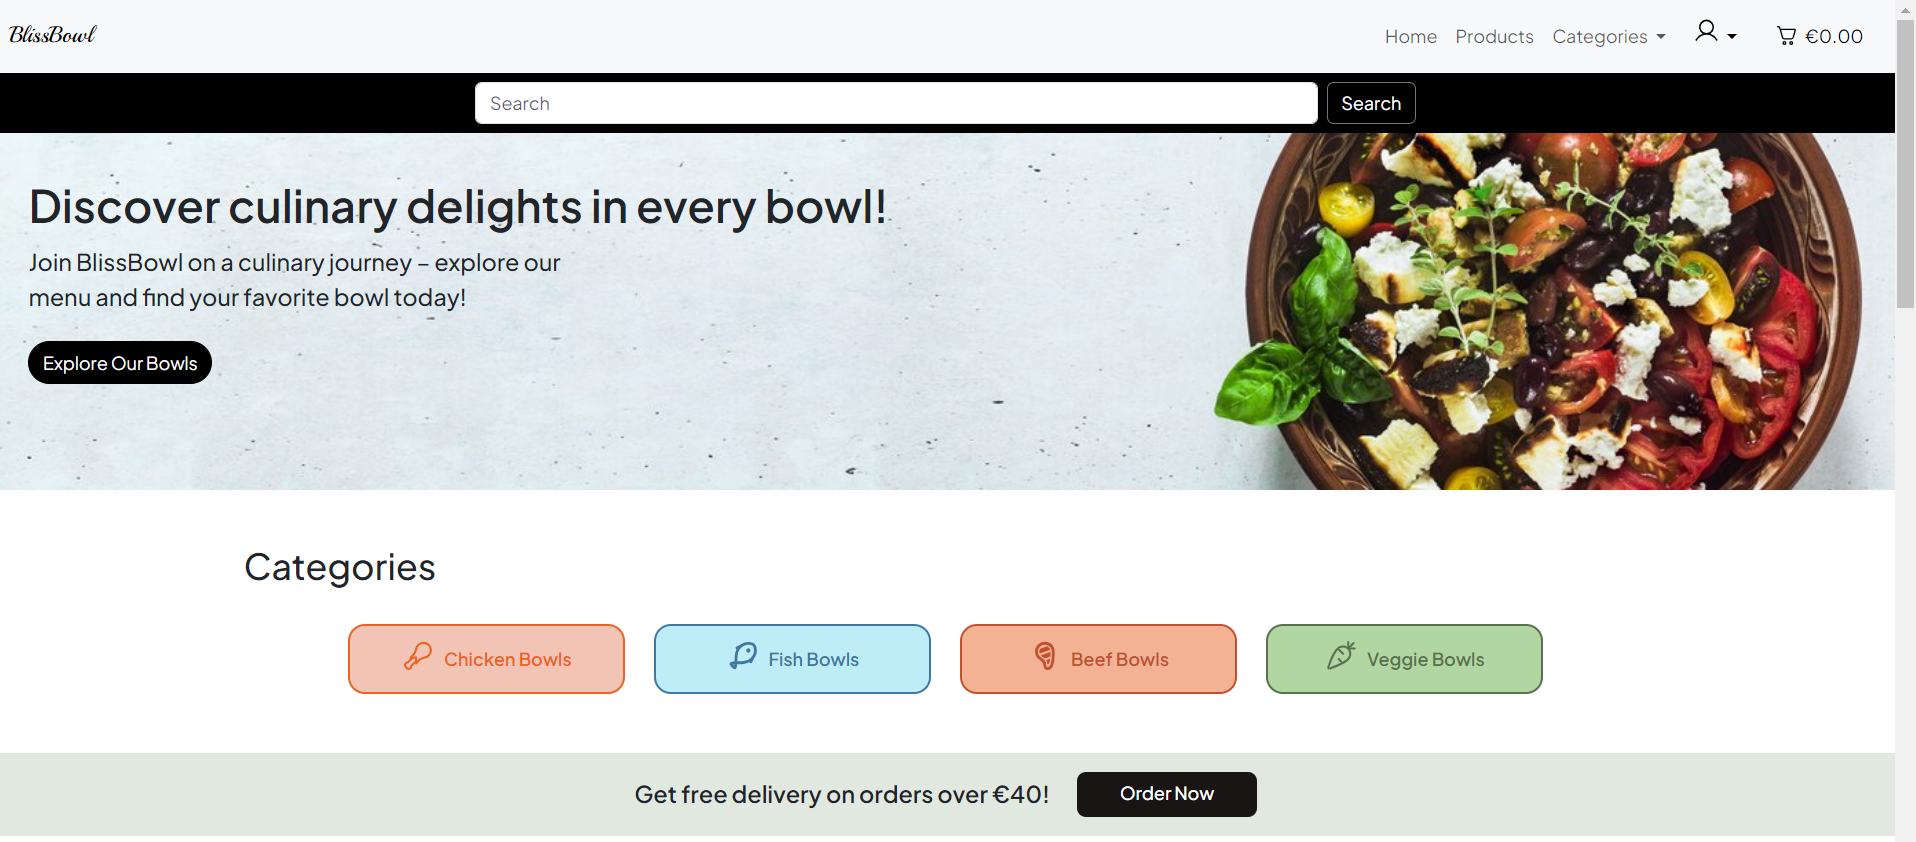 BlissBowl
Home Products Categories €0.00
Search Search
Discover culinary delights in every bowl!
Join BlissBowl on a culinary journey – explore our
menu and find your favorite bowl today!
Explore Our Bowls
Categories
Chicken Bowls Fish Bowls Beef Bowls Veggie Bowls
Get free delivery on orders over €40! Order Now